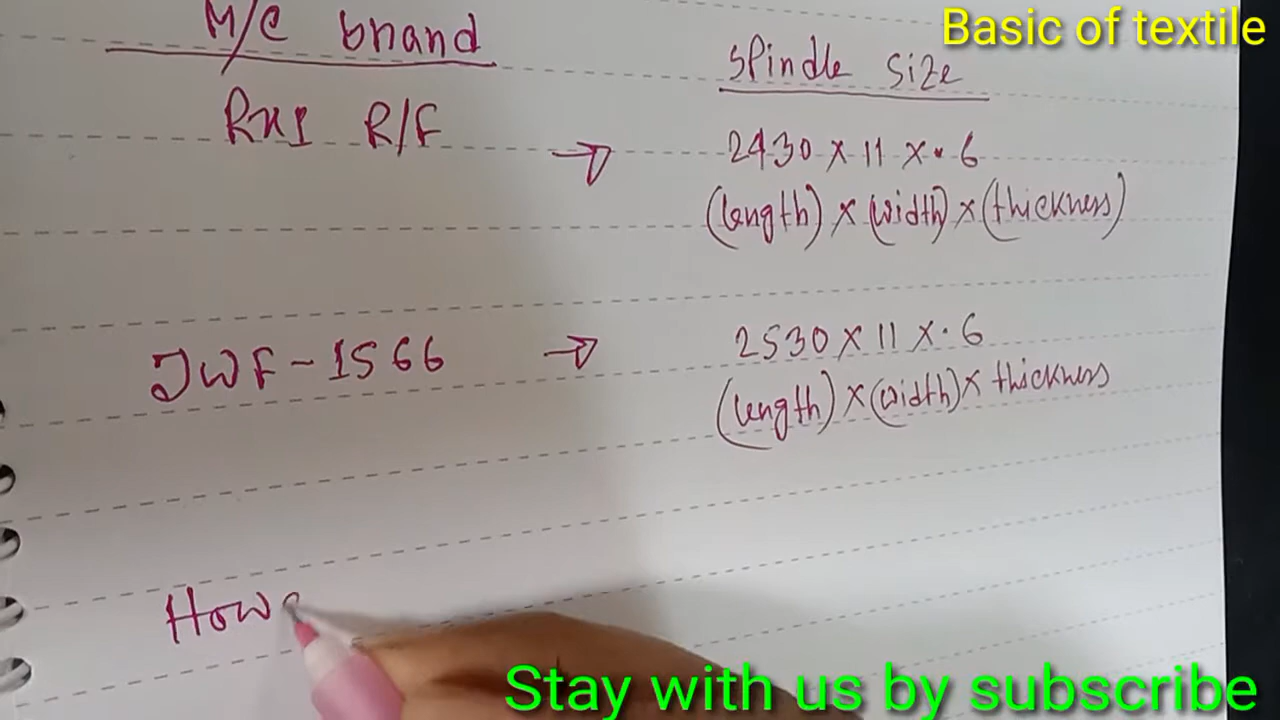 Basic of textile
M/C brand
Spindle Size
RXI R/F → 2430 x 11 x .6
(length) x (width) x (thickness)
JWF-1566 → 2530 x 11 x .6
(length) x (width) x thickness
How
Stay with us by subscribe